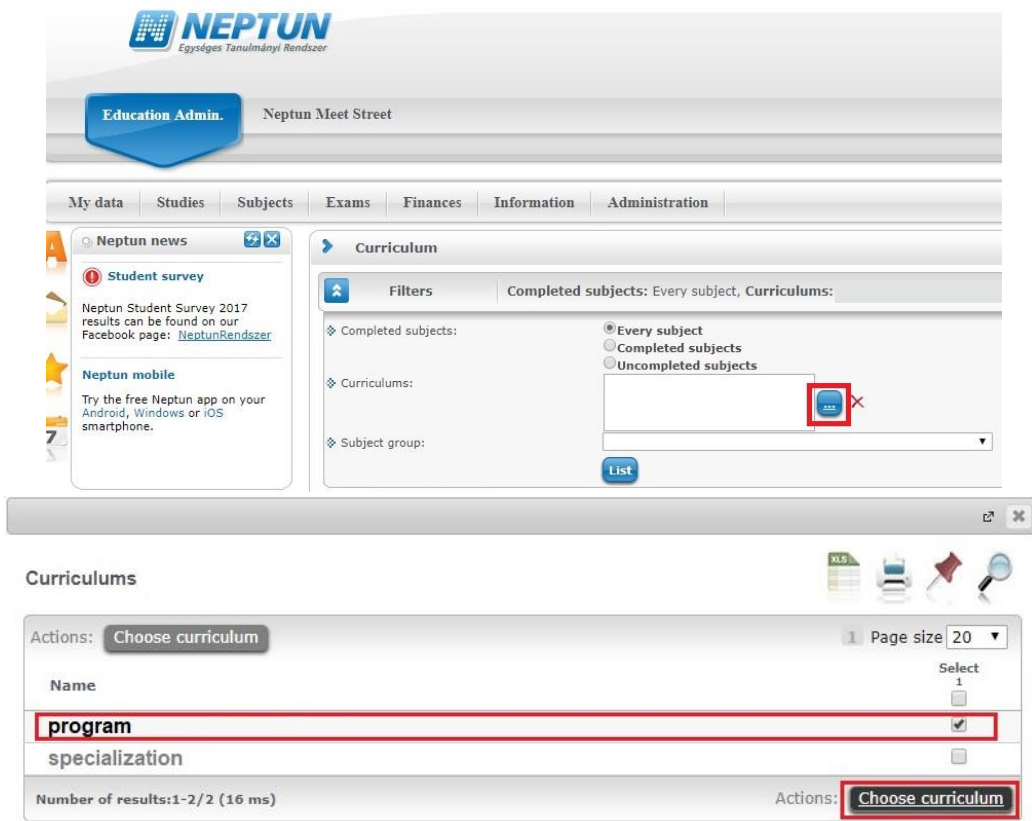 NEPTUN
Egységes Tanulmányi Rendszer
Education Admin. Neptun Meet Street
My data Studies Subjects Exams Finances Information Administration
Neptun news
Student survey
Neptun Student Survey 2017
results can be found on our
Facebook page: NeptunRendszer
Neptun mobile
Try the free Neptun app on your
Android, Windows or iOS
smartphone.
7
Curriculum
Filters Completed subjects: Every subject, Curriculums:
Completed subjects: Every subject
Completed subjects
Uncompleted subjects
Curriculums: ...
Subject group:
List
Curriculums
XLS
Actions: Choose curriculum 1 Page size 20
Name Select
1
program
specialization
Number of results:1-2/2 (16 ms) Actions: Choose curriculum